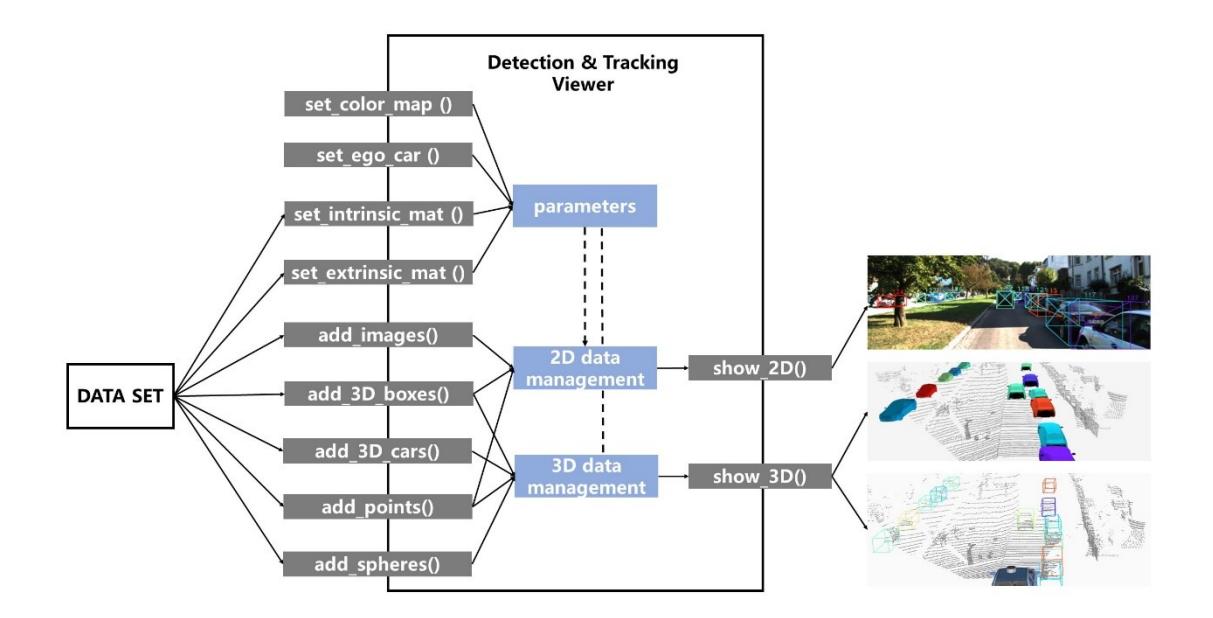 Detection & Tracking
Viewer
set_color_map ()
set_ego_car ()
set_intrinsic_mat ()
parameters
set_extrinsic_mat ()
add_images()
DATA SET
2D data
management
show_2D()
add_3D_boxes()
add_3D_cars()
3D data
management
show_3D()
add_points()
add_spheres()